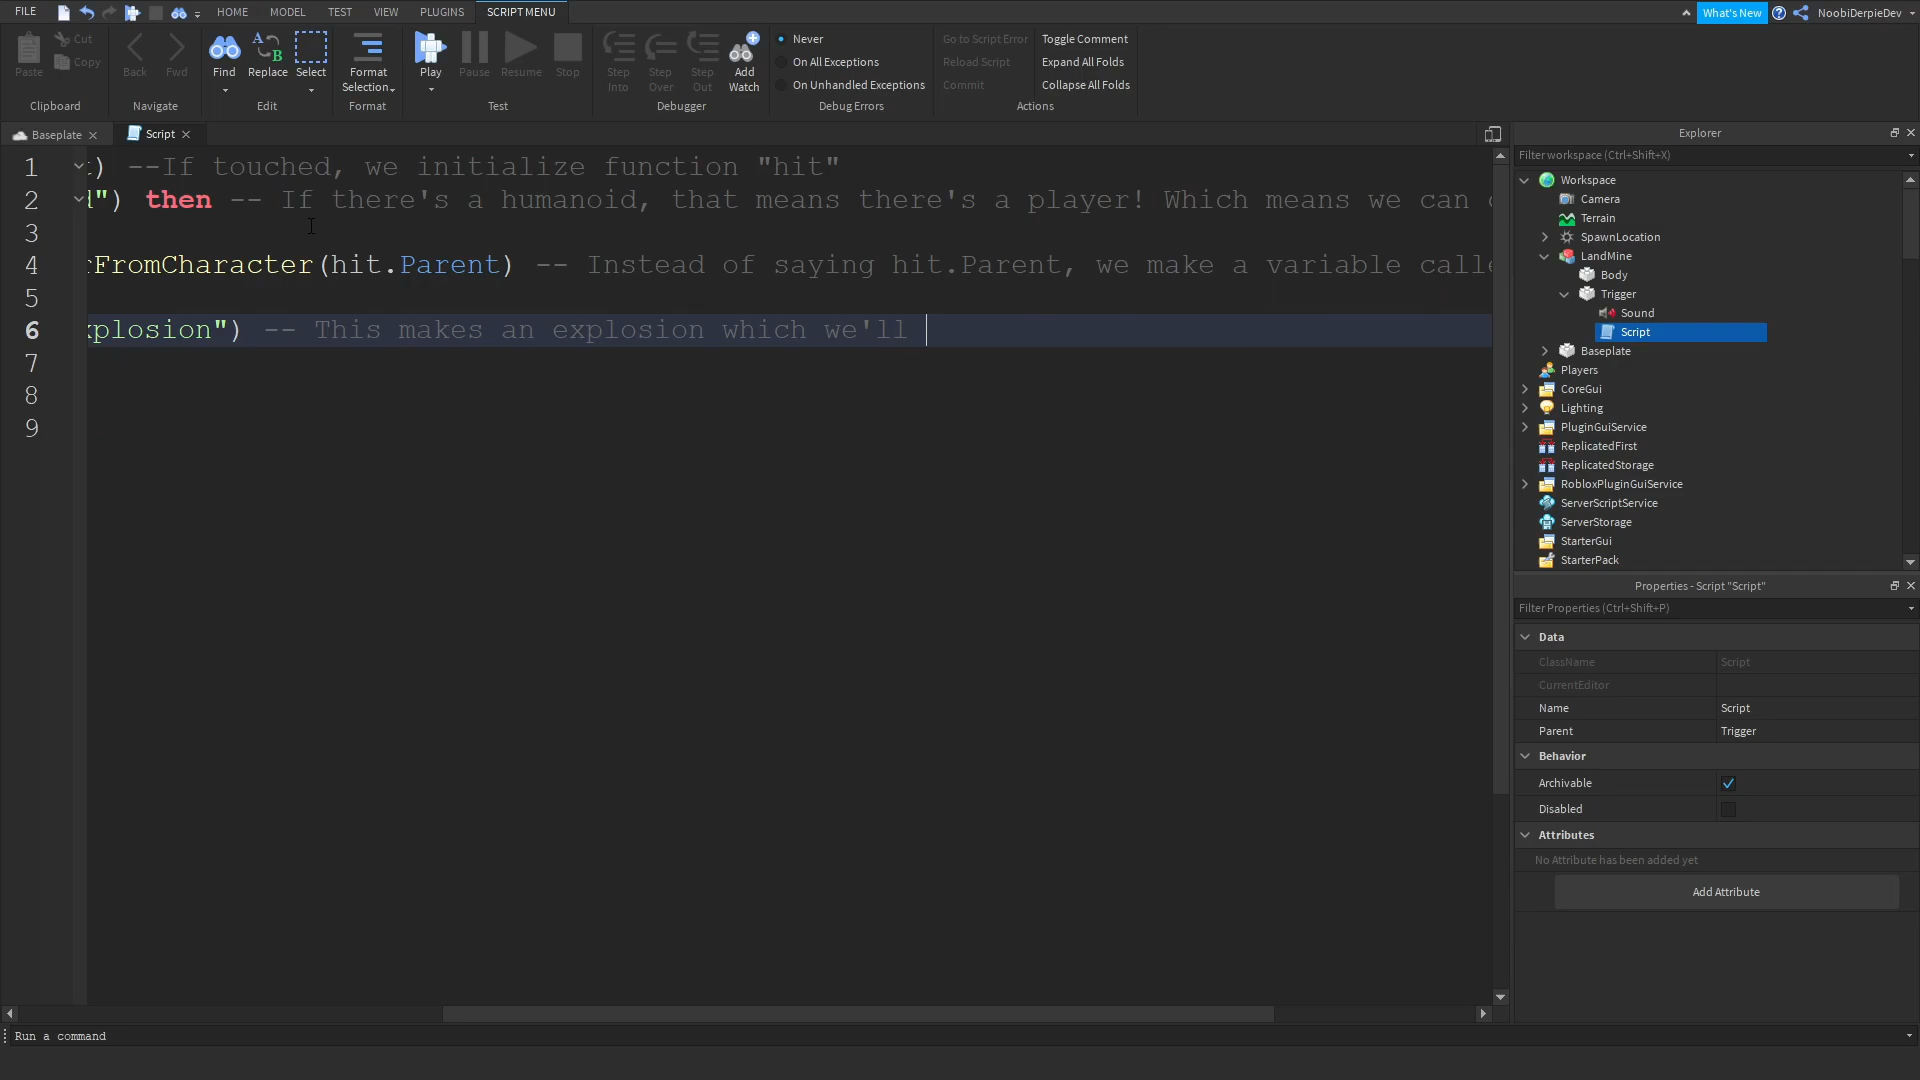 FILE HOME MODEL TEST VIEW PLUGINS SCRIPT MENU What's New NoobiDerpieDev
Paste Cut Copy Back Fwd Find Replace Select Format Selection Play Pause Resume Stop Step Into Step Over Step Out Add Watch
Never
On All Exceptions
On Unhandled Exceptions
Go to Script Error Toggle Comment
Reload Script Expand All Folds
Commit Collapse All Folds
Clipboard Navigate Edit Format Test Debugger Debug Errors Actions
Baseplate Script
1 ) --If touched, we initialize function "hit"
2 ") then -- If there's a humanoid, that means there's a player! Which means we can
3
4 rFromCharacter(hit.Parent) -- Instead of saying hit.Parent, we make a variable calle
5
6 xplosion") -- This makes an explosion which we'll
7
8
9
Run a command
Explorer
Filter workspace (Ctrl+Shift+X)
Workspace
Camera
Terrain
SpawnLocation
LandMine
Body
Trigger
Sound
Script
Baseplate
Players
CoreGui
Lighting
PluginGuiService
ReplicatedFirst
ReplicatedStorage
RobloxPluginGuiService
ServerScriptService
ServerStorage
StarterGui
StarterPack
Properties - Script "Script"
Filter Properties (Ctrl+Shift+P)
Data
ClassName Script
CurrentEditor
Name Script
Parent Trigger
Behavior
Archivable
Disabled
Attributes
No Attribute has been added yet
Add Attribute